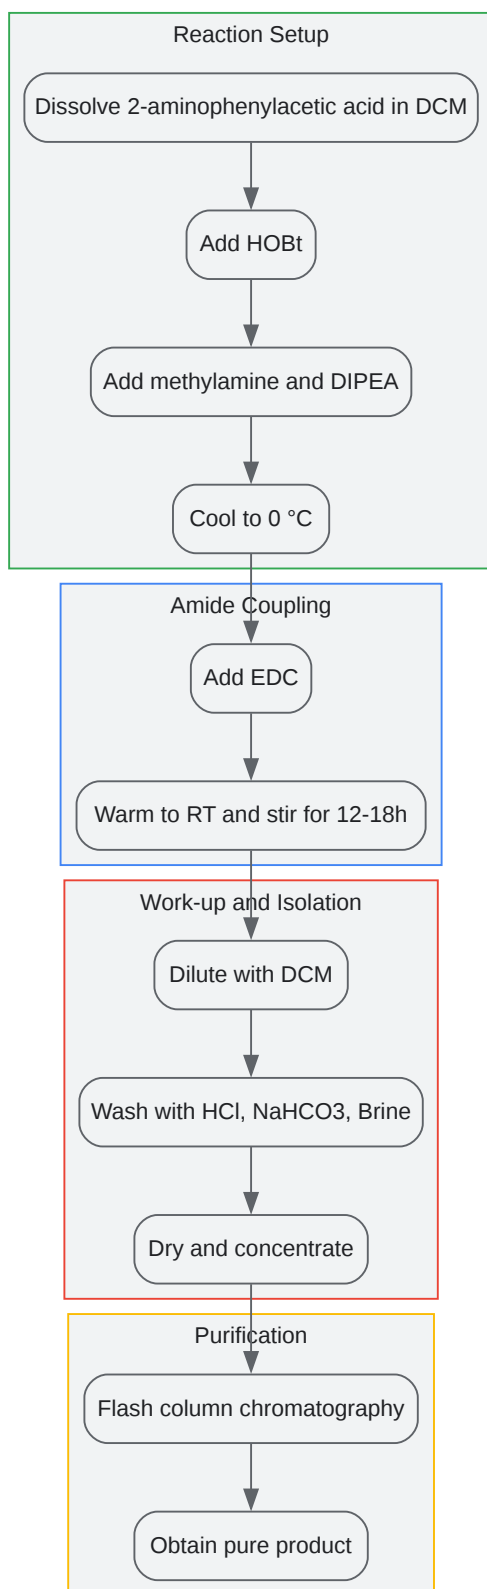 Reaction Setup
Dissolve 2-aminophenylacetic acid in DCM
Add HOBt
Add methylamine and DIPEA
Cool to 0 °C
Amide Coupling
Add EDC
Warm to RT and stir for 12-18h
Work-up and Isolation
Dilute with DCM
Wash with HCl, NaHCO3, Brine
Dry and concentrate
Purification
Flash column chromatography
Obtain pure product